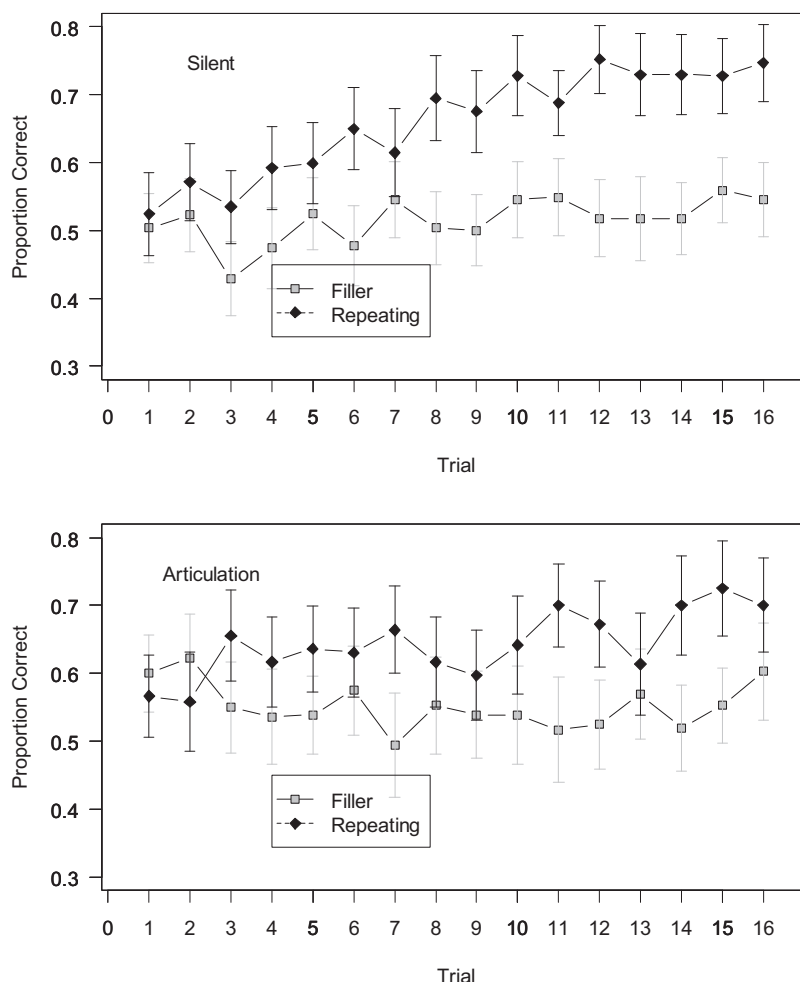 Silent
Proportion Correct
0.8
0.7
0.6
0.5
0.4
0.3
Filler
Repeating
0 1 2 3 4 5 6 7 8 9 10 11 12 13 14 15 16
Trial
Articulation
Proportion Correct
0.8
0.7
0.6
0.5
0.4
0.3
Filler
Repeating
0 1 2 3 4 5 6 7 8 9 10 11 12 13 14 15 16
Trial